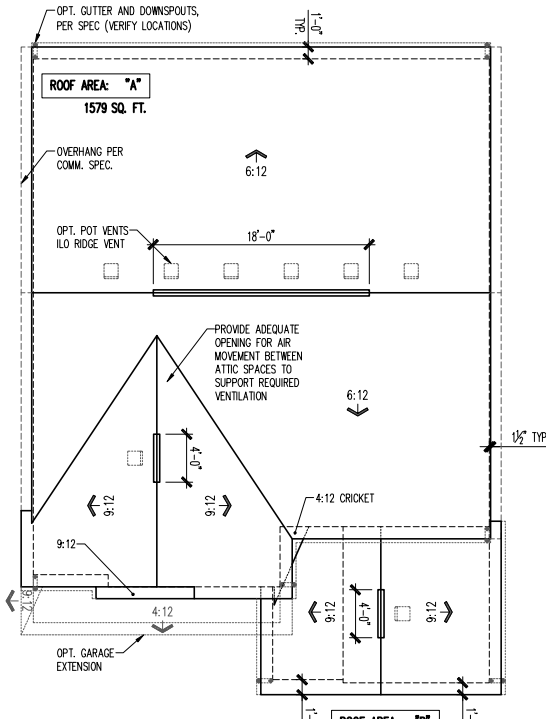 OPT. GUTTER AND DOWNSPOUTS,
PER SPEC (VERIFY LOCATIONS)
1'-0"
TYP.
ROOF AREA: "A"
1579 SQ. FT.
OVERHANG PER
COMM. SPEC.
6:12
OPT. POT VENTS
ILO RIDGE VENT
18'-0"
PROVIDE ADEQUATE
OPENING FOR AIR
MOVEMENT BETWEEN
ATTIC SPACES TO
SUPPORT REQUIRED
VENTILATION
6:12
1½" TYP
4'-0"
9:12
9:12
4:12 CRICKET
9:12
9:12
4:12
9:12
4'-0"
9:12
OPT. GARAGE
EXTENSION
ROOF AREA: "B"